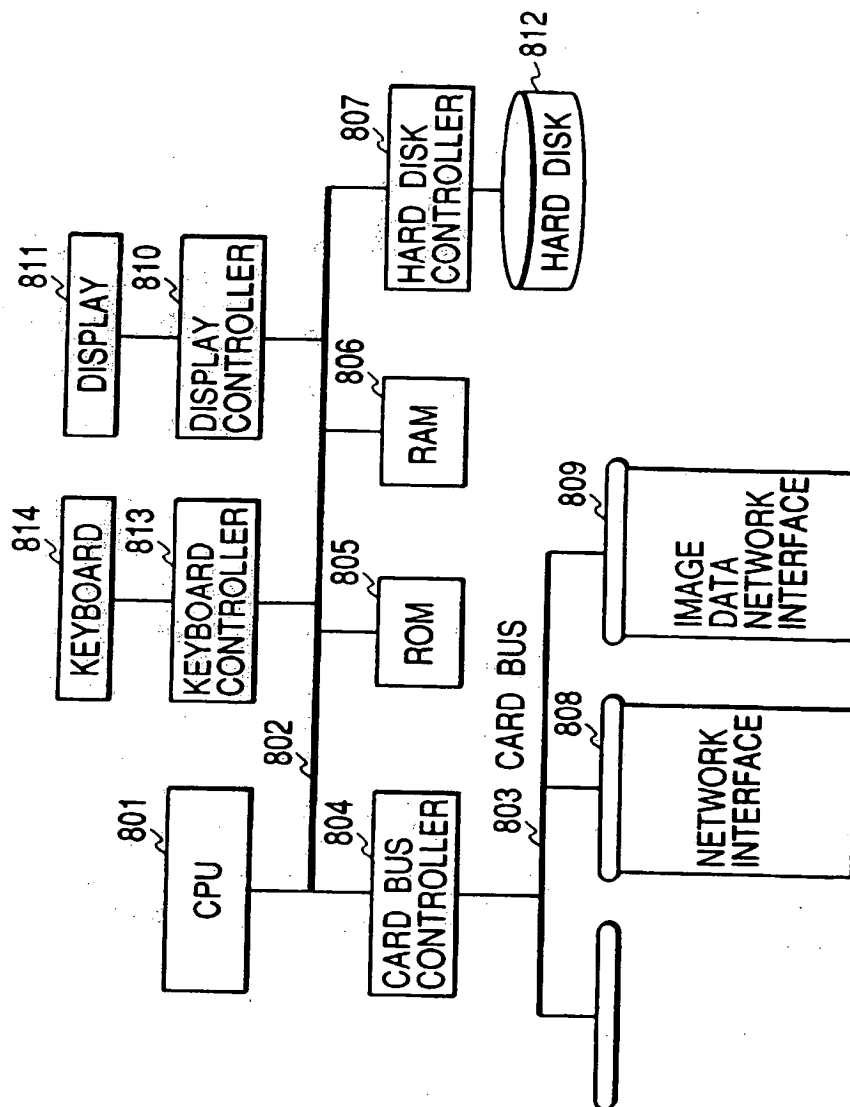 814
KEYBOARD
811
DISPLAY
801
CPU
813
KEYBOARD
CONTROLLER
810
DISPLAY
CONTROLLER
802
804
CARD BUS
CONTROLLER
805
ROM
806
RAM
807
HARD DISK
CONTROLLER
812
HARD DISK
803 CARD BUS
808
NETWORK
INTERFACE
809
IMAGE
DATA
NETWORK
INTERFACE